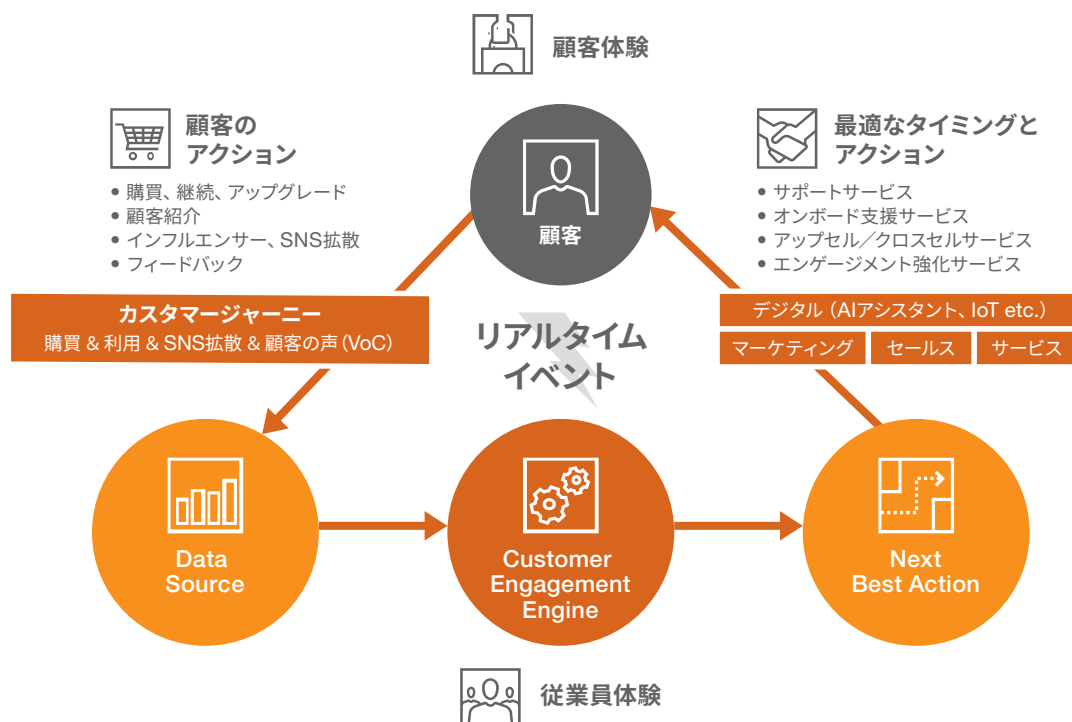 顧客体験
顧客の
アクション
• 購買、継続、アップグレード
• 顧客紹介
• インフルエンサー、SNS拡散
• フィードバック
最適なタイミングと
アクション
• サポートサービス
• オンボード支援サービス
• アップセル／クロスセルサービス
• エンゲージメント強化サービス
顧客
カスタマージャーニー
購買 & 利用 & SNS拡散 & 顧客の声（VoC）
リアルタイム
イベント
デジタル（AIアシスタント、IoT etc.）
マーケティング セールス サービス
Data
Source
Customer
Engagement
Engine
Next
Best Action
従業員体験